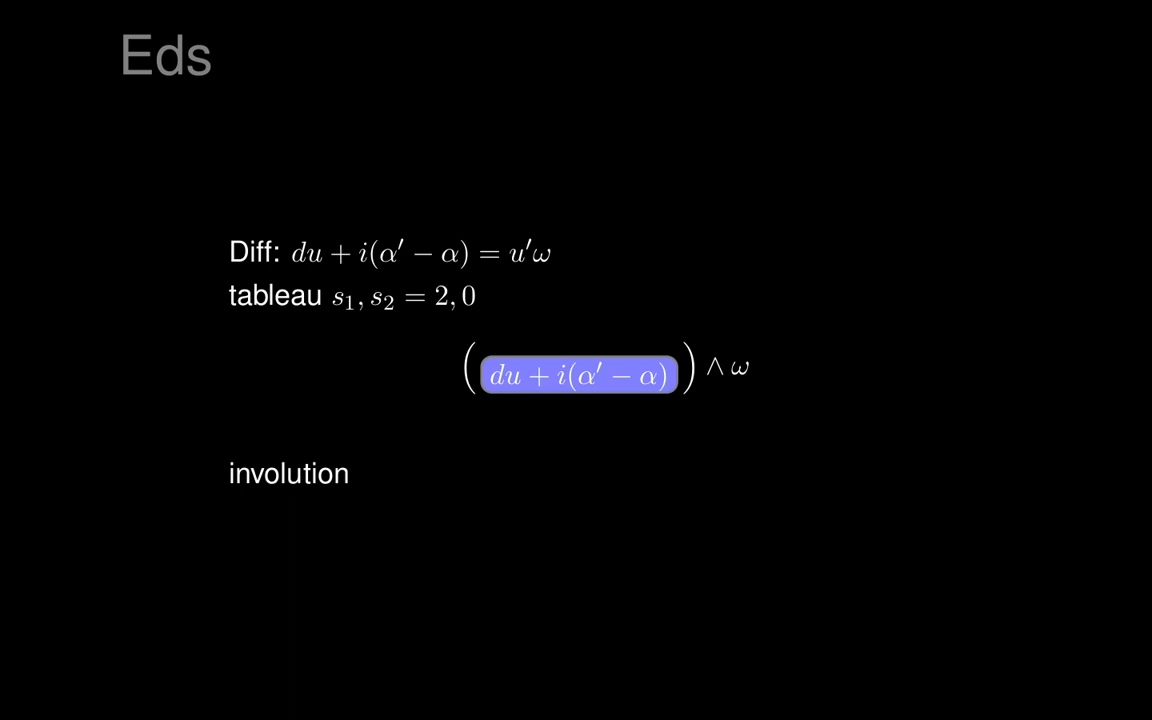 Eds
Diff: du + i(α′ − α) = u′ω
tableau s₁, s₂ = 2, 0
(du + i(α′ − α)) ∧ ω
involution